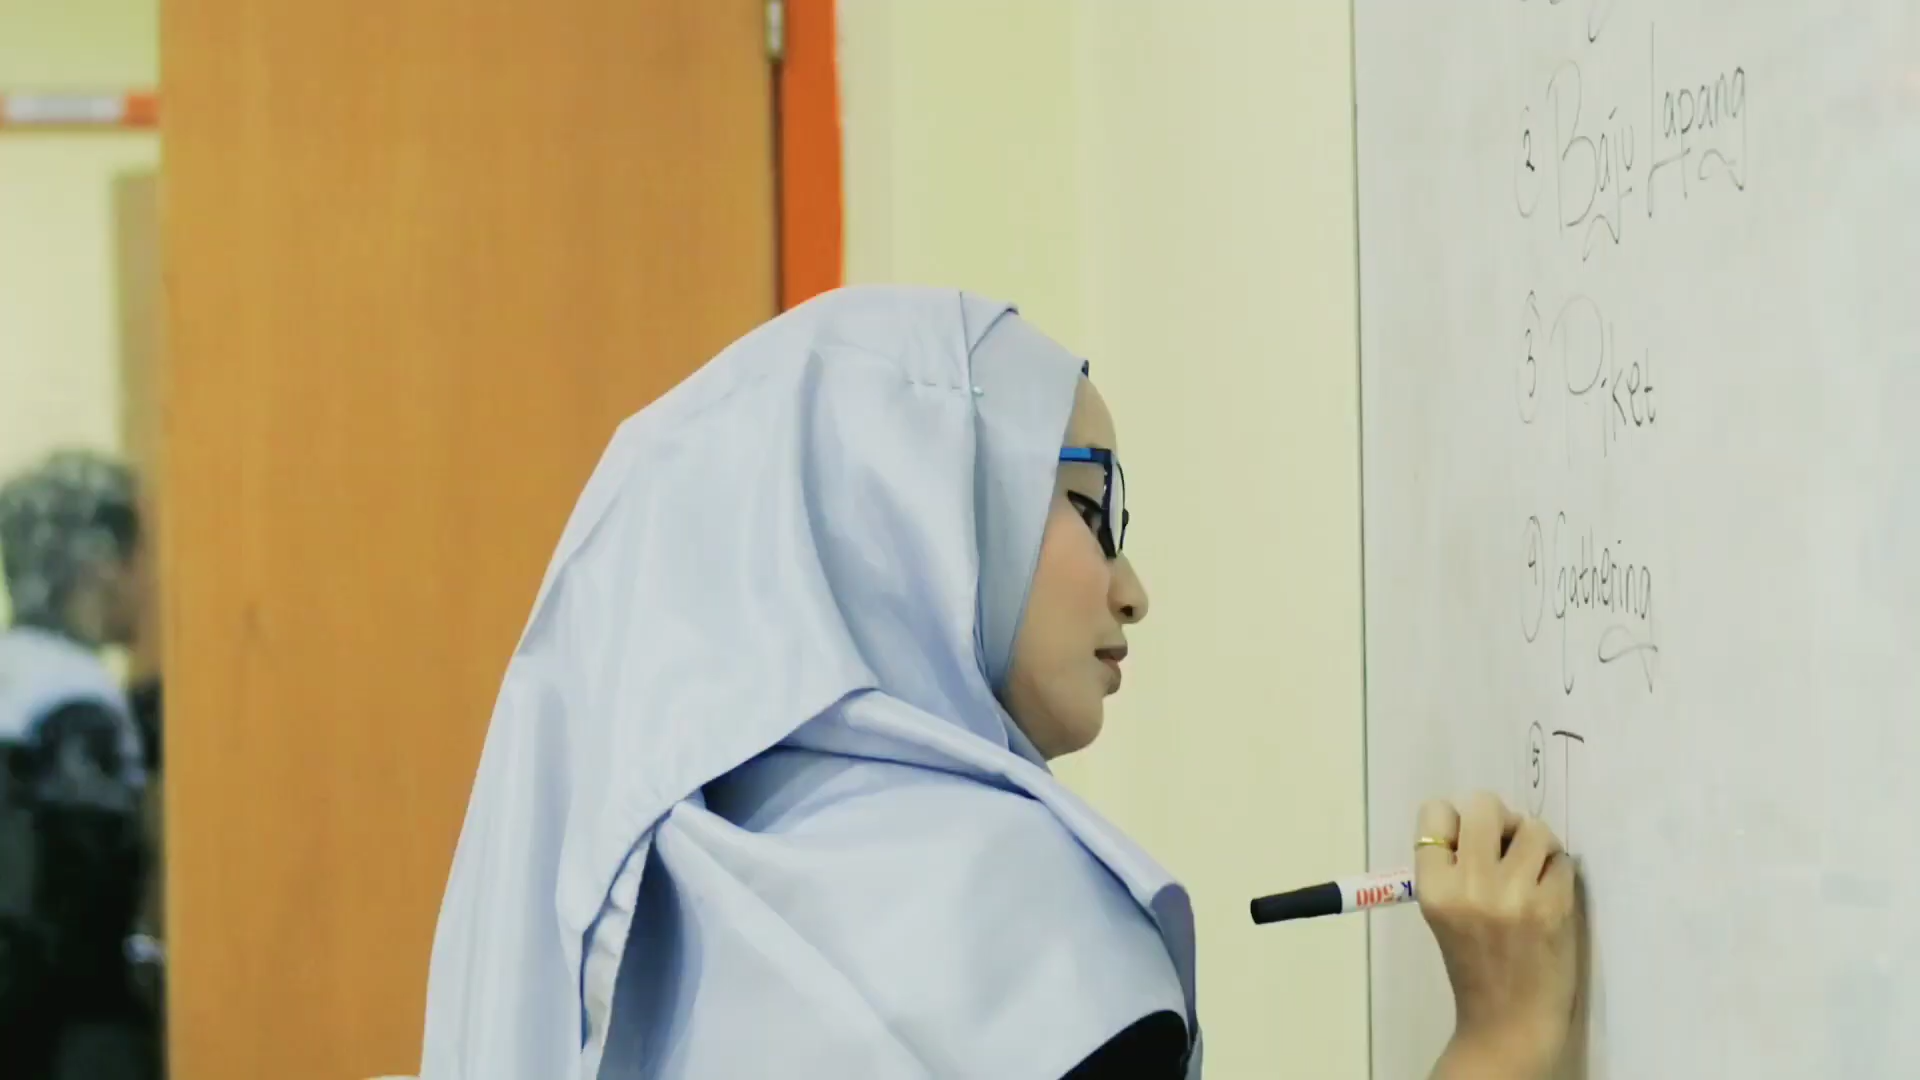 ② Baju Lapang
③ Piket
④ Gathering
⑤ T
K 500